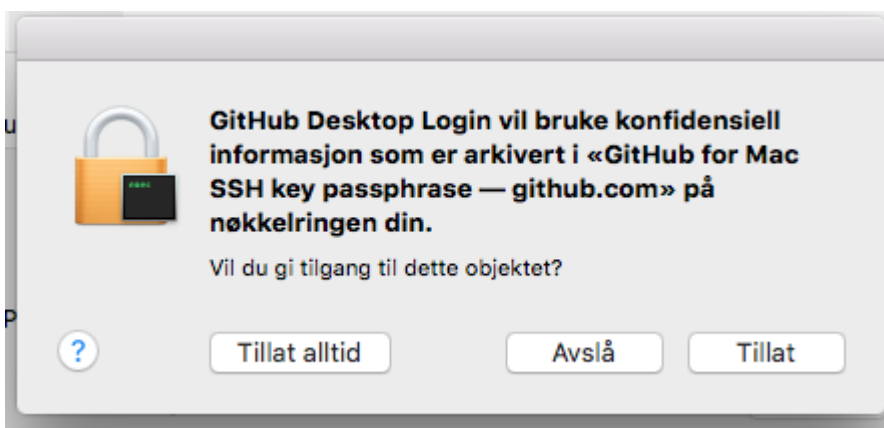 GitHub Desktop Login vil bruke konfidensiell
informasjon som er arkivert i «GitHub for Mac
SSH key passphrase — github.com» på
nøkkelringen din.
Vil du gi tilgang til dette objektet?
?
Tillat alltid
Avslå
Tillat